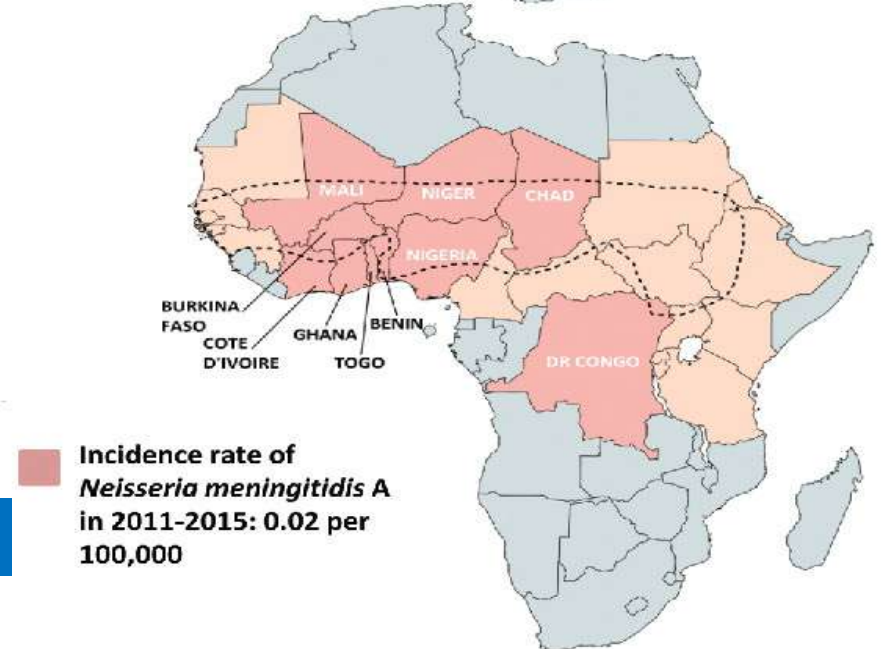 MALI
NIGER
CHAD
NIGERIA
BURKINA
FASO
COTE
D'IVOIRE
GHANA
TOGO
BENIN
DR CONGO
Incidence rate of
Neisseria meningitidis A
in 2011-2015: 0.02 per
100,000